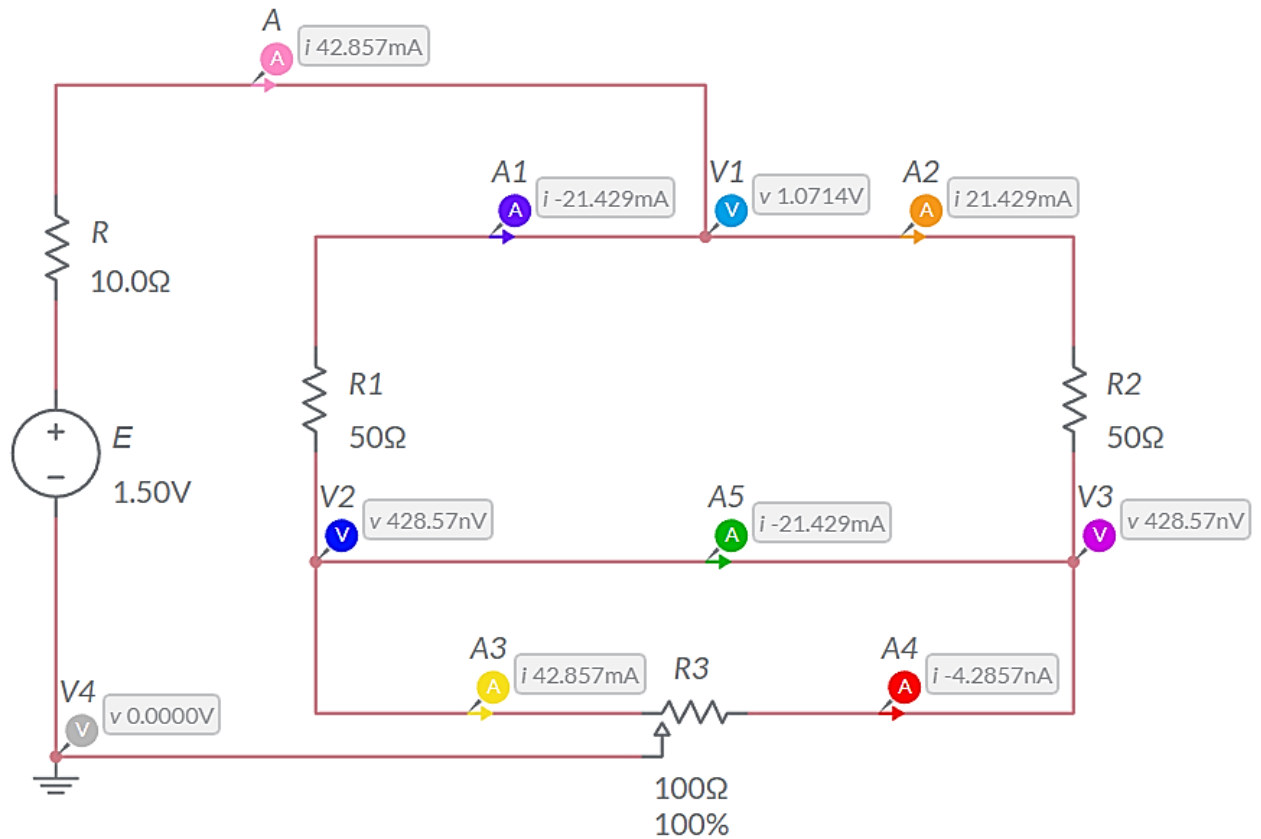 A
A i 42.857mA
A1
A i -21.429mA
V1
V v 1.0714V
A2
A i 21.429mA
R
10.0Ω
R1
50Ω
R2
50Ω
+
E
−
1.50V
V2
V v 428.57nV
A5
A i -21.429mA
V3
V v 428.57nV
A3
A i 42.857mA
R3
A4
A i -4.2857nA
V4
V v 0.0000V
100Ω
100%